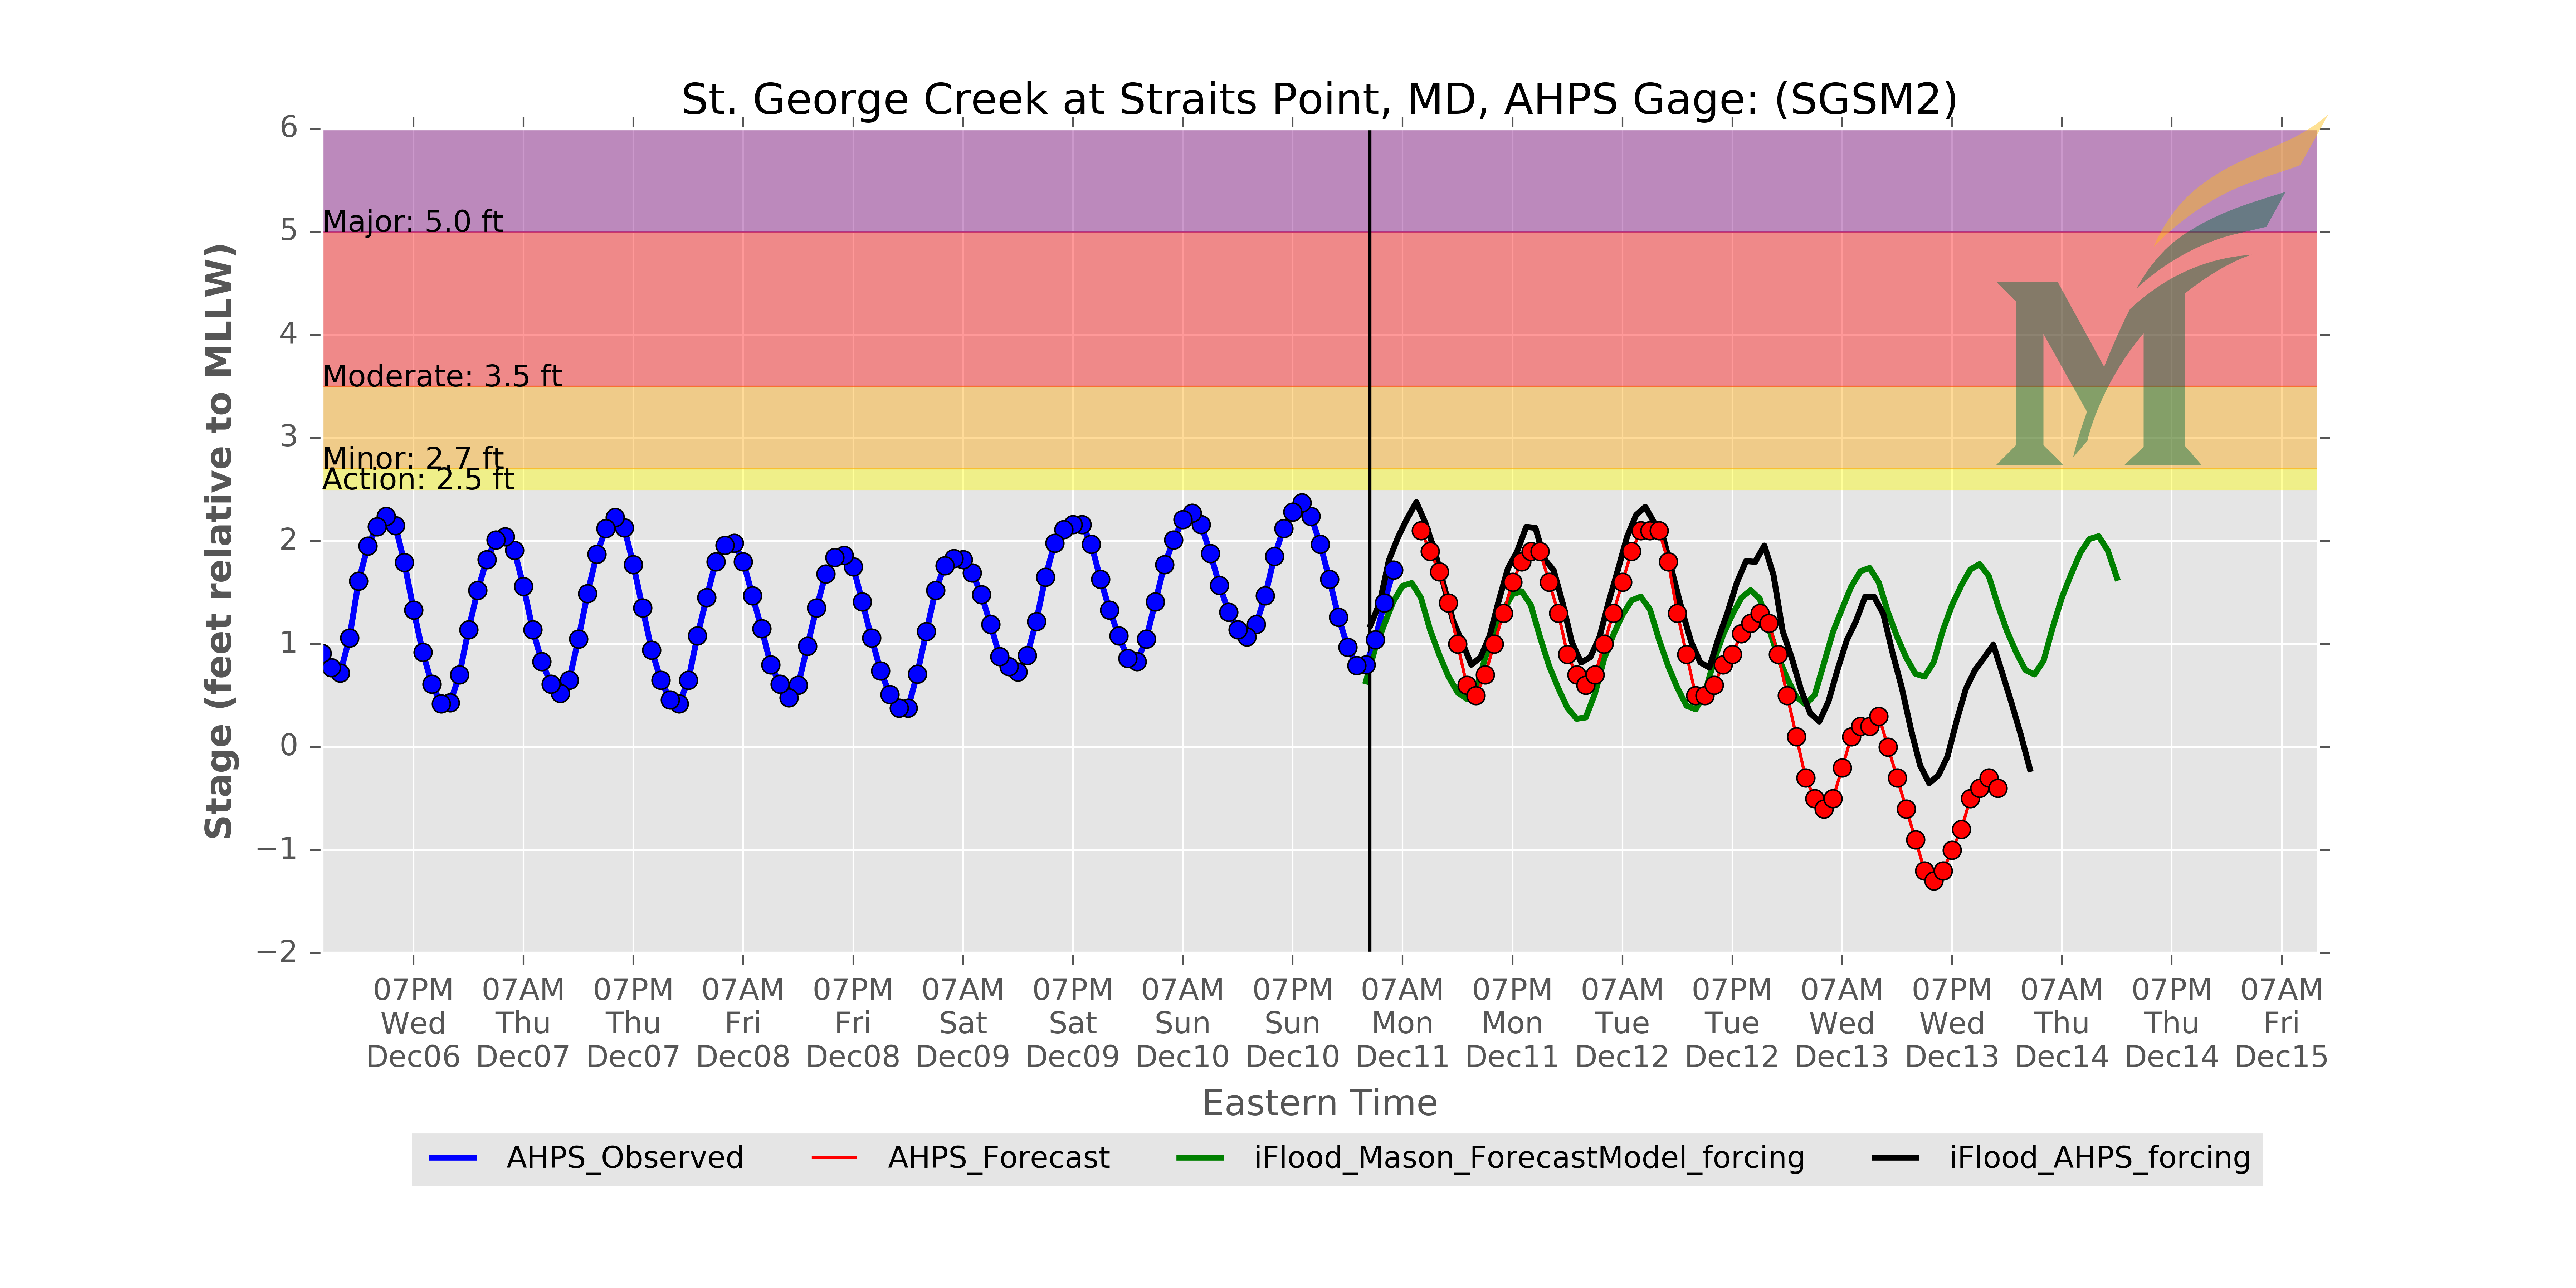 St. George Creek at Straits Point, MD, AHPS Gage: (SGSM2)
6
5
4
3
2
1
0
−1
−2
Stage (feet relative to MLLW)
Major: 5.0 ft
Moderate: 3.5 ft
Minor: 2.7 ft
Action: 2.5 ft
M
07PM 07AM 07PM 07AM 07PM 07AM 07PM 07AM 07PM 07AM 07PM 07AM 07PM 07AM 07PM 07AM 07PM 07AM
Wed Thu Thu Fri Fri Sat Sat Sun Sun Mon Mon Tue Tue Wed Wed Thu Thu Fri
Dec06 Dec07 Dec07 Dec08 Dec08 Dec09 Dec09 Dec10 Dec10 Dec11 Dec11 Dec12 Dec12 Dec13 Dec13 Dec14 Dec14 Dec15
Eastern Time
AHPS_Observed AHPS_Forecast iFlood_Mason_ForecastModel_forcing iFlood_AHPS_forcing